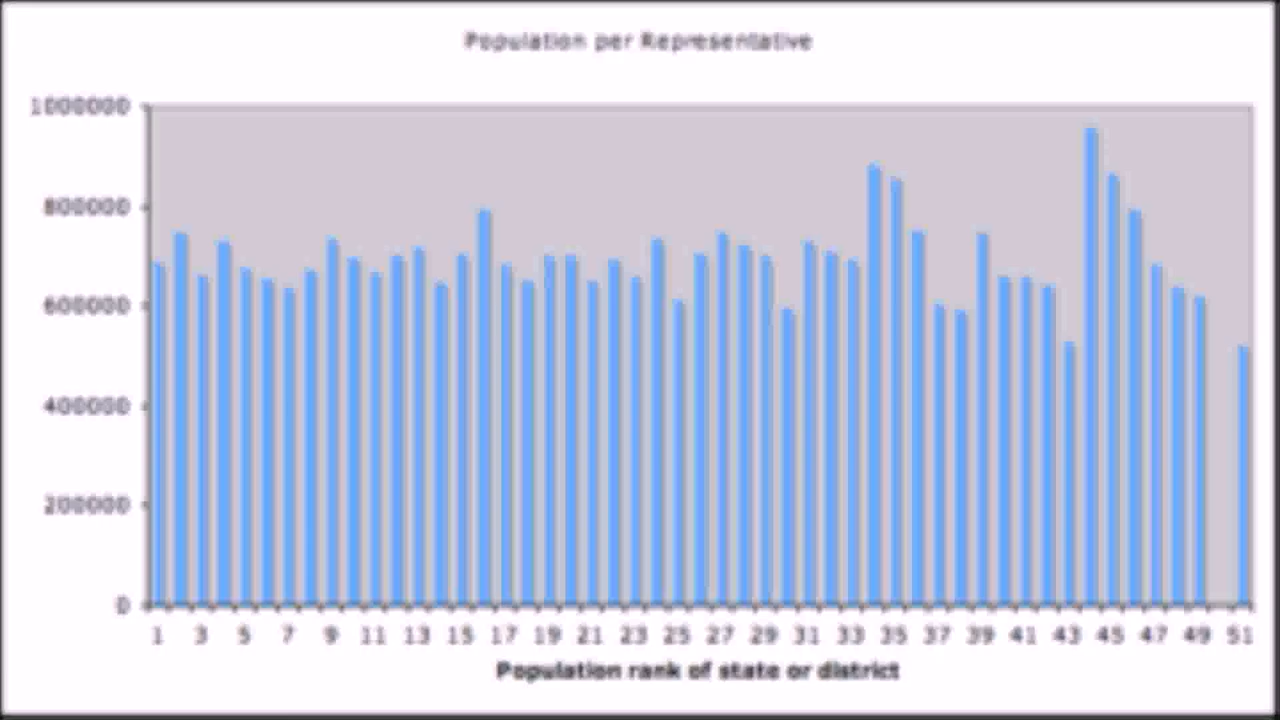 Population per Representative
1000000
800000
600000
400000
200000
0
1 3 5 7 9 11 13 15 17 19 21 23 25 27 29 31 33 35 37 39 41 43 45 47 49 51
Population rank of state or district